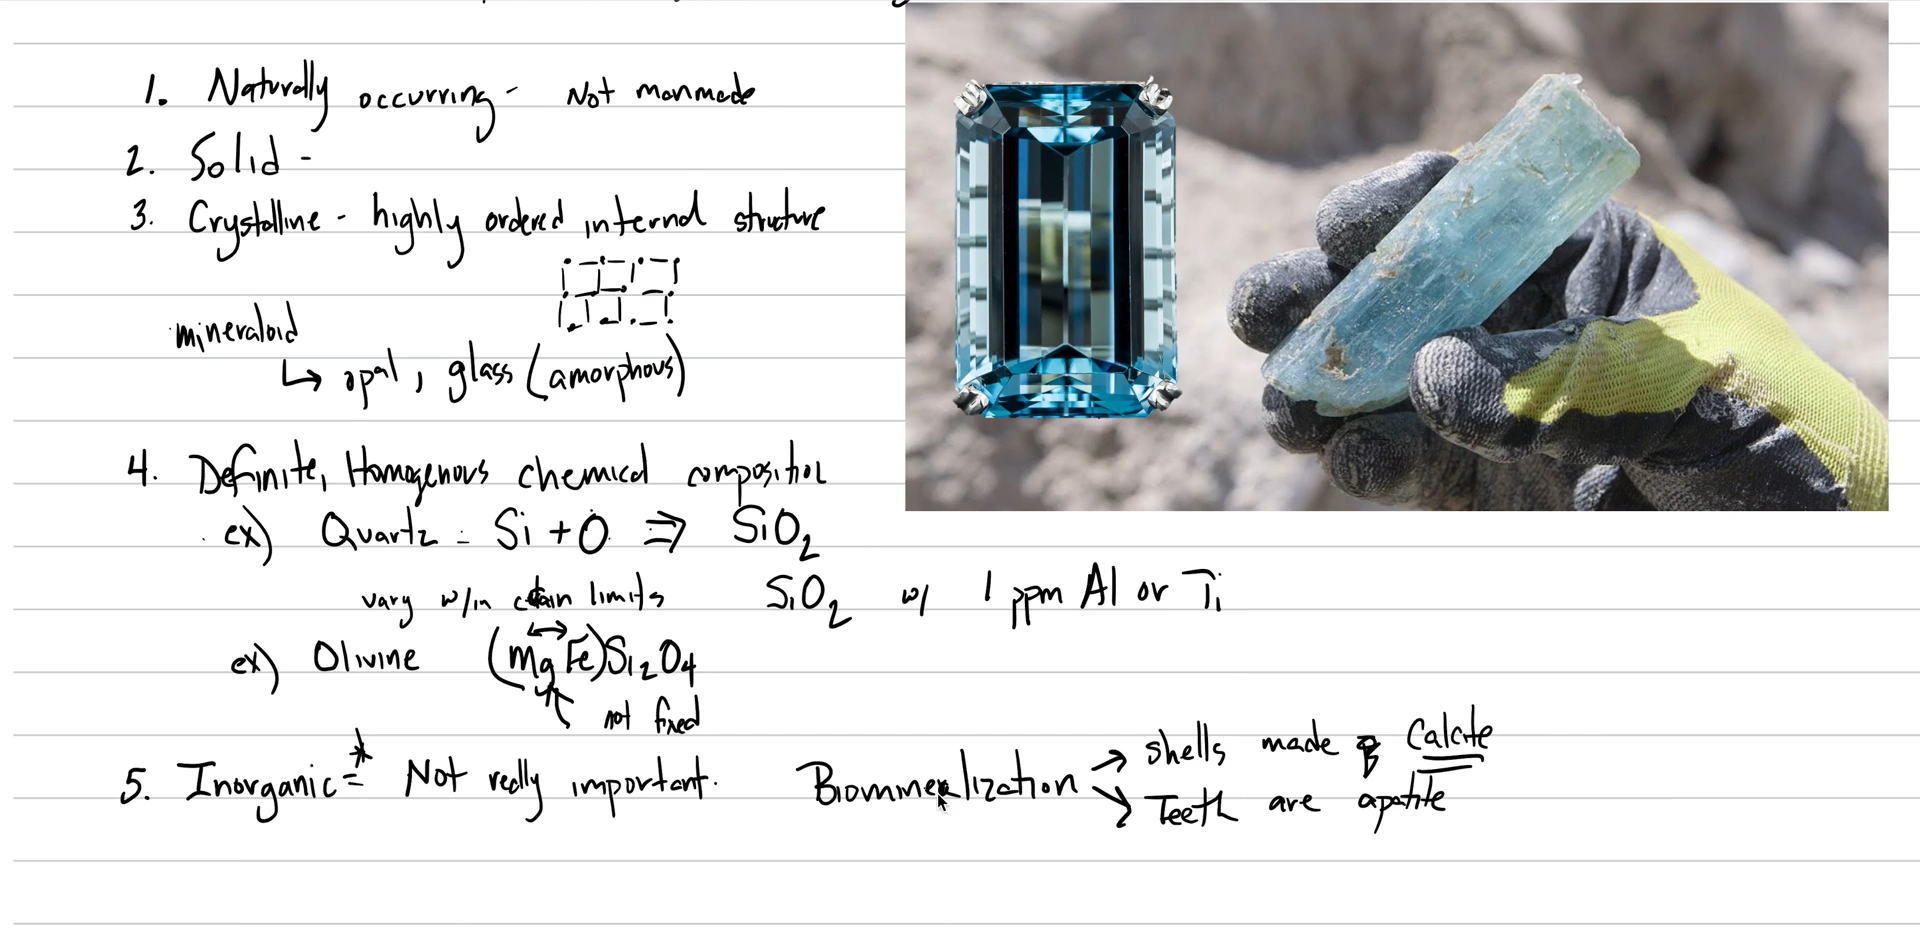 1. Naturally occurring - Not manmade
2. Solid -
3. Crystalline - highly ordered internal structure
mineraloid
↳ opal, glass (amorphous)
4. Definite, Homogenous chemical composition
ex) Quartz = Si + O ⇒ SiO₂
vary w/in certain limits SiO₂ w/ 1 ppm Al or Ti
ex) Olivine (Mg Fe)Si₂O₄
not fixed
5. Inorganic* = Not really important. Biomineralization → shells made of Calcite
→ Teeth are apatite